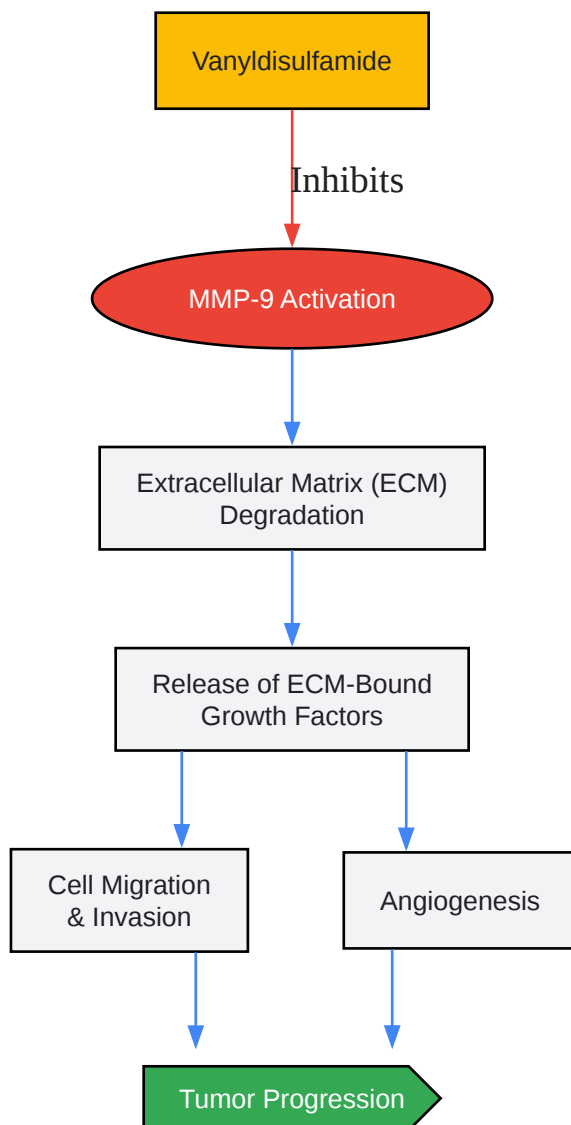 Vanyldisulfamide
Inhibits
MMP-9 Activation
Extracellular Matrix (ECM)
Degradation
Release of ECM-Bound
Growth Factors
Cell Migration
& Invasion
Angiogenesis
Tumor Progression